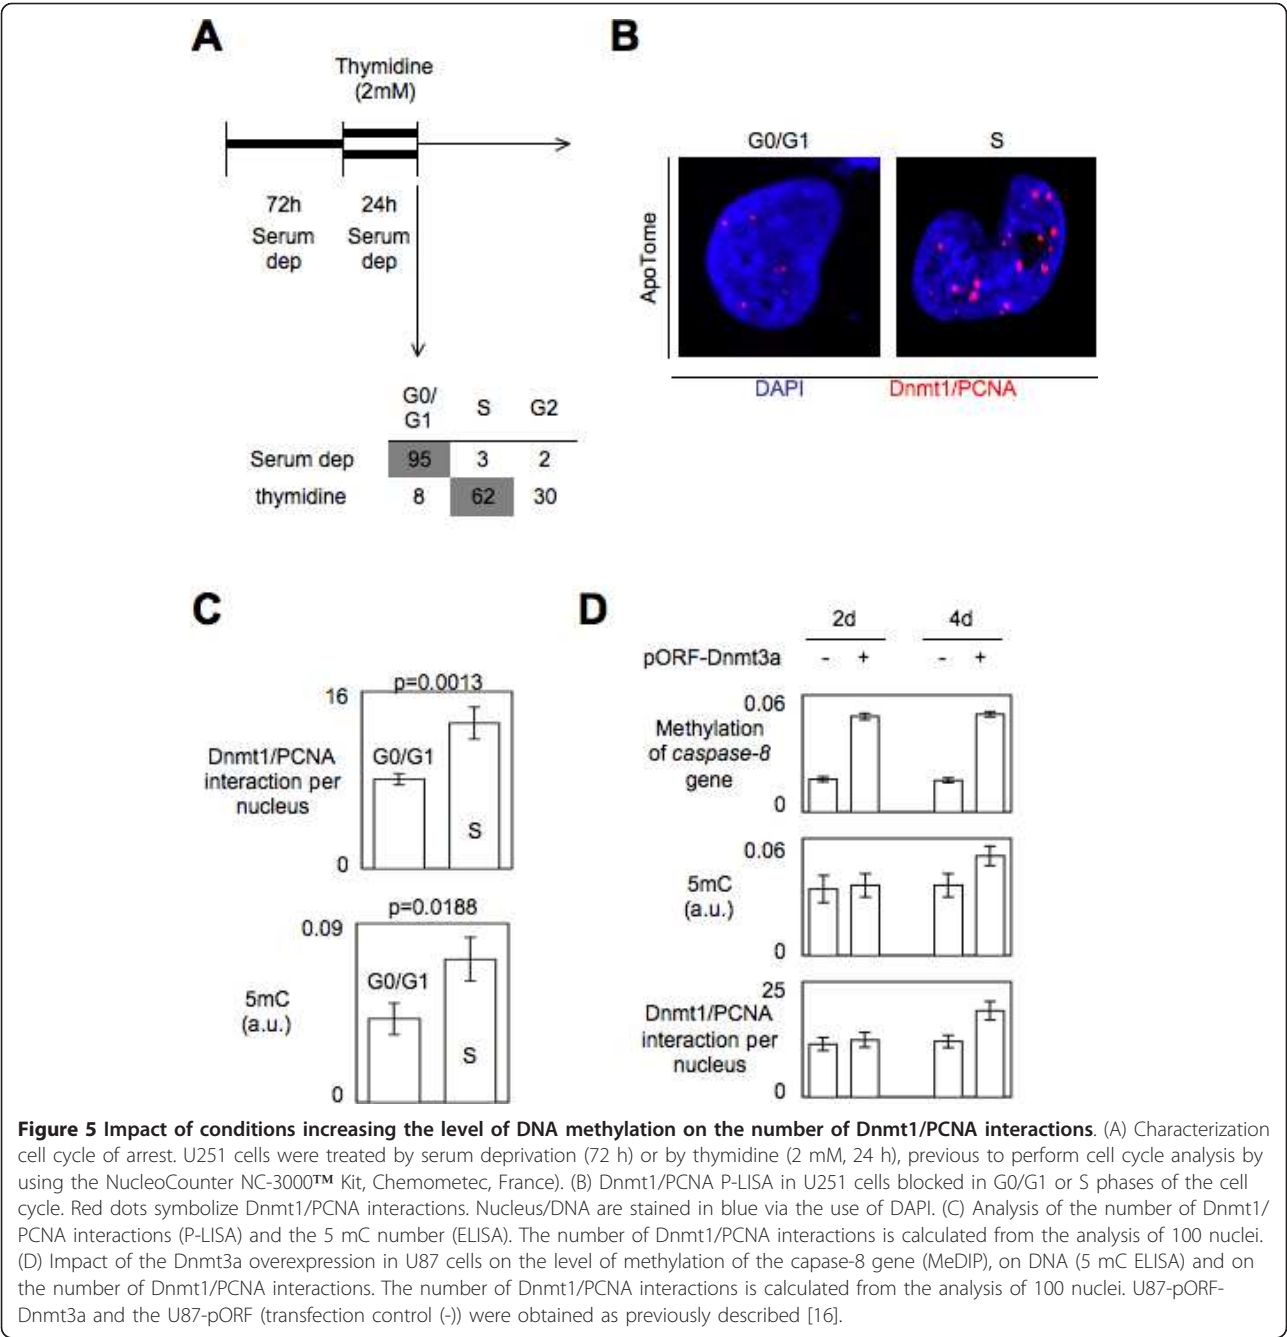 A
Thymidine
(2mM)
72h
Serum
dep
24h
Serum
dep
G0/
G1
S
G2
Serum dep
95
3
2
thymidine
8
62
30
B
G0/G1
S
ApoTome
DAPI
Dnmt1/PCNA
C
p=0.0013
16
Dnmt1/PCNA
interaction per
nucleus
0
G0/G1
S
p=0.0188
0.09
5mC
(a.u.)
0
G0/G1
S
D
2d
4d
pORF-Dnmt3a
- + - +
0.06
Methylation
of caspase-8
gene
0
0.06
5mC
(a.u.)
0
25
Dnmt1/PCNA
interaction per
nucleus
0
Figure 5 Impact of conditions increasing the level of DNA methylation on the number of Dnmt1/PCNA interactions. (A) Characterization
cell cycle of arrest. U251 cells were treated by serum deprivation (72 h) or by thymidine (2 mM, 24 h), previous to perform cell cycle analysis by
using the NucleoCounter NC-3000™ Kit, Chemometec, France). (B) Dnmt1/PCNA P-LISA in U251 cells blocked in G0/G1 or S phases of the cell
cycle. Red dots symbolize Dnmt1/PCNA interactions. Nucleus/DNA are stained in blue via the use of DAPI. (C) Analysis of the number of Dnmt1/
PCNA interactions (P-LISA) and the 5 mC number (ELISA). The number of Dnmt1/PCNA interactions is calculated from the analysis of 100 nuclei.
(D) Impact of the Dnmt3a overexpression in U87 cells on the level of methylation of the capase-8 gene (MeDIP), on DNA (5 mC ELISA) and on
the number of Dnmt1/PCNA interactions. The number of Dnmt1/PCNA interactions is calculated from the analysis of 100 nuclei. U87-pORF-
Dnmt3a and the U87-pORF (transfection control (-)) were obtained as previously described [16].